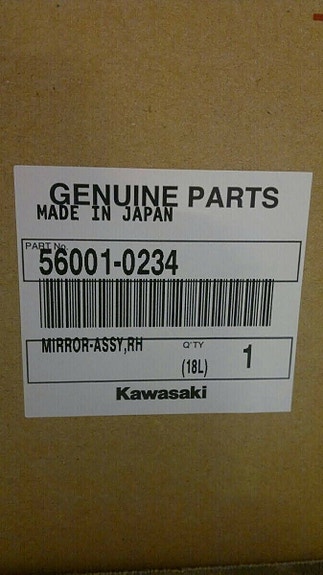 GENUINE PARTS
MADE IN JAPAN
PART No.
56001-0234
MIRROR-ASSY,RH
Q'TY
(18L)
1
Kawasaki